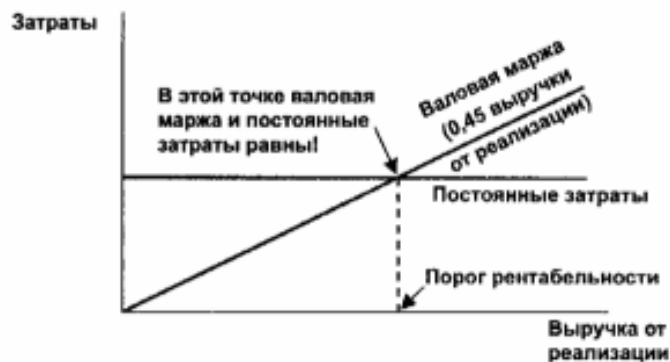 Затраты
В этой точке валовая
маржа и постоянные
затраты равны!
Валовая маржа
(0,45 выручки
от реализации)
Постоянные затраты
Порог рентабельности
Выручка от
реализации